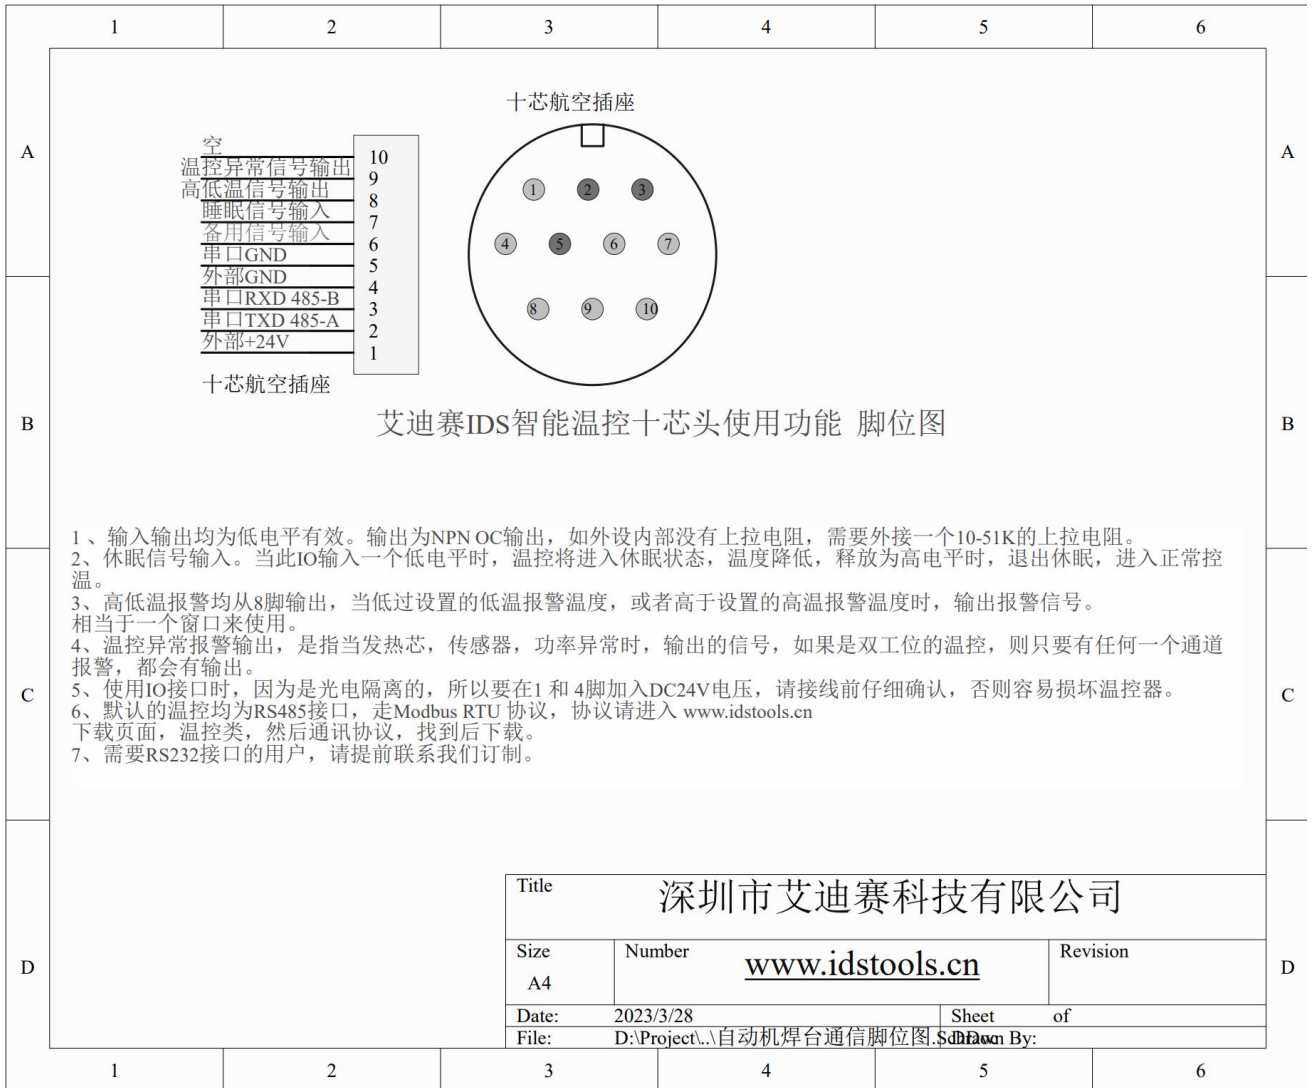 1 2 3 4 5 6
A A
十芯航空插座
空 10
温控异常信号输出 9
高低温信号输出 8
睡眠信号输入 7
备用信号输入 6
串口GND 5
外部GND 4
串口RXD 485-B 3
串口TXD 485-A 2
外部+24V 1
十芯航空插座
1 2 3
4 5 6 7
8 9 10
B B
艾迪赛IDS智能温控十芯头使用功能 脚位图
1 、输入输出均为低电平有效。输出为NPN OC输出，如外设内部没有上拉电阻，需要外接一个10-51K的上拉电阻。
2、休眠信号输入。当此IO输入一个低电平时，温控将进入休眠状态，温度降低，释放为高电平时，退出休眠，进入正常控
温。
3、高低温报警均从8脚输出，当低过设置的低温报警温度，或者高于设置的高温报警温度时，输出报警信号。
相当于一个窗口来使用。
4、温控异常报警输出，是指当发热芯，传感器，功率异常时，输出的信号，如果是双工位的温控，则只要有任何一个通道
报警，都会有输出。
5、使用IO接口时，因为是光电隔离的，所以要在1 和 4脚加入DC24V电压，请接线前仔细确认，否则容易损坏温控器。
6、默认的温控均为RS485接口，走Modbus RTU 协议，协议请进入 www.idstools.cn
下载页面，温控类，然后通讯协议，找到后下载。
7、需要RS232接口的用户，请提前联系我们订制。
C C
Title 深圳市艾迪赛科技有限公司
Size Number www.idstools.cn Revision
A4
D D
Date: 2023/3/28 Sheet of
File: D:\Project\..\自动机焊台通信脚位图.SchDoc Drawn By:
1 2 3 4 5 6